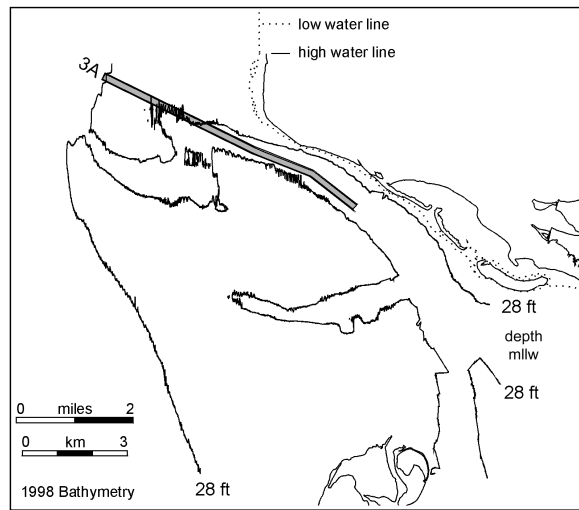 low water line
high water line
3A
28 ft
depth
mllw
28 ft
0 miles 2
0 km 3
1998 Bathymetry
28 ft